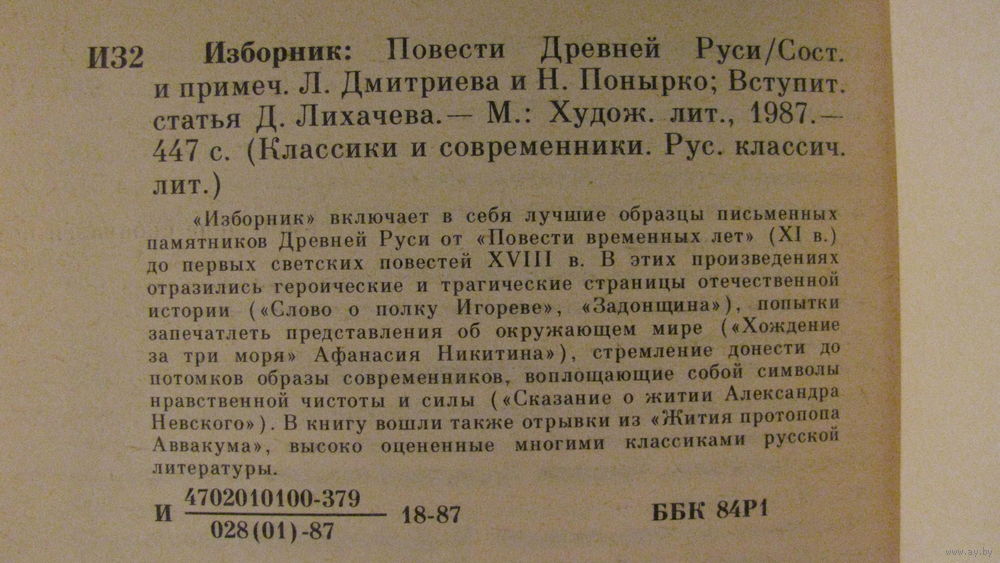 И32 Изборник: Повести Древней Руси/Сост.
и примеч. Л. Дмитриева и Н. Понырко; Вступит.
статья Д. Лихачева.— М.: Худож. лит., 1987.—
447 с. (Классики и современники. Рус. классич.
лит.)
«Изборник» включает в себя лучшие образцы письменных
памятников Древней Руси от «Повести временных лет» (XI в.)
до первых светских повестей XVIII в. В этих произведениях
отразились героические и трагические страницы отечественной
истории («Слово о полку Игореве», «Задонщина»), попытки
запечатлеть представления об окружающем мире («Хождение
за три моря» Афанасия Никитина»), стремление донести до
потомков образы современников, воплощающие собой символы
нравственной чистоты и силы («Сказание о житии Александра
Невского»). В книгу вошли также отрывки из «Жития протопопа
Аввакума», высоко оцененные многими классиками русской
литературы.
И 4702010100-379
028(01)-87
18-87
ББК 84Р1
www.ay.by